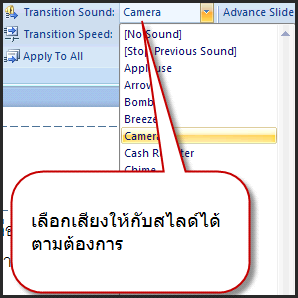 Transition Sound: Camera Advance Slide
Transition Speed: [No Sound]
Apply To All
[Stop Previous Sound]
Applause
Arrow
Bomb
Breeze
Camera
Cash Register
Chime
เลือกเสียงให้กับสไลด์ได้
ตามต้องการ